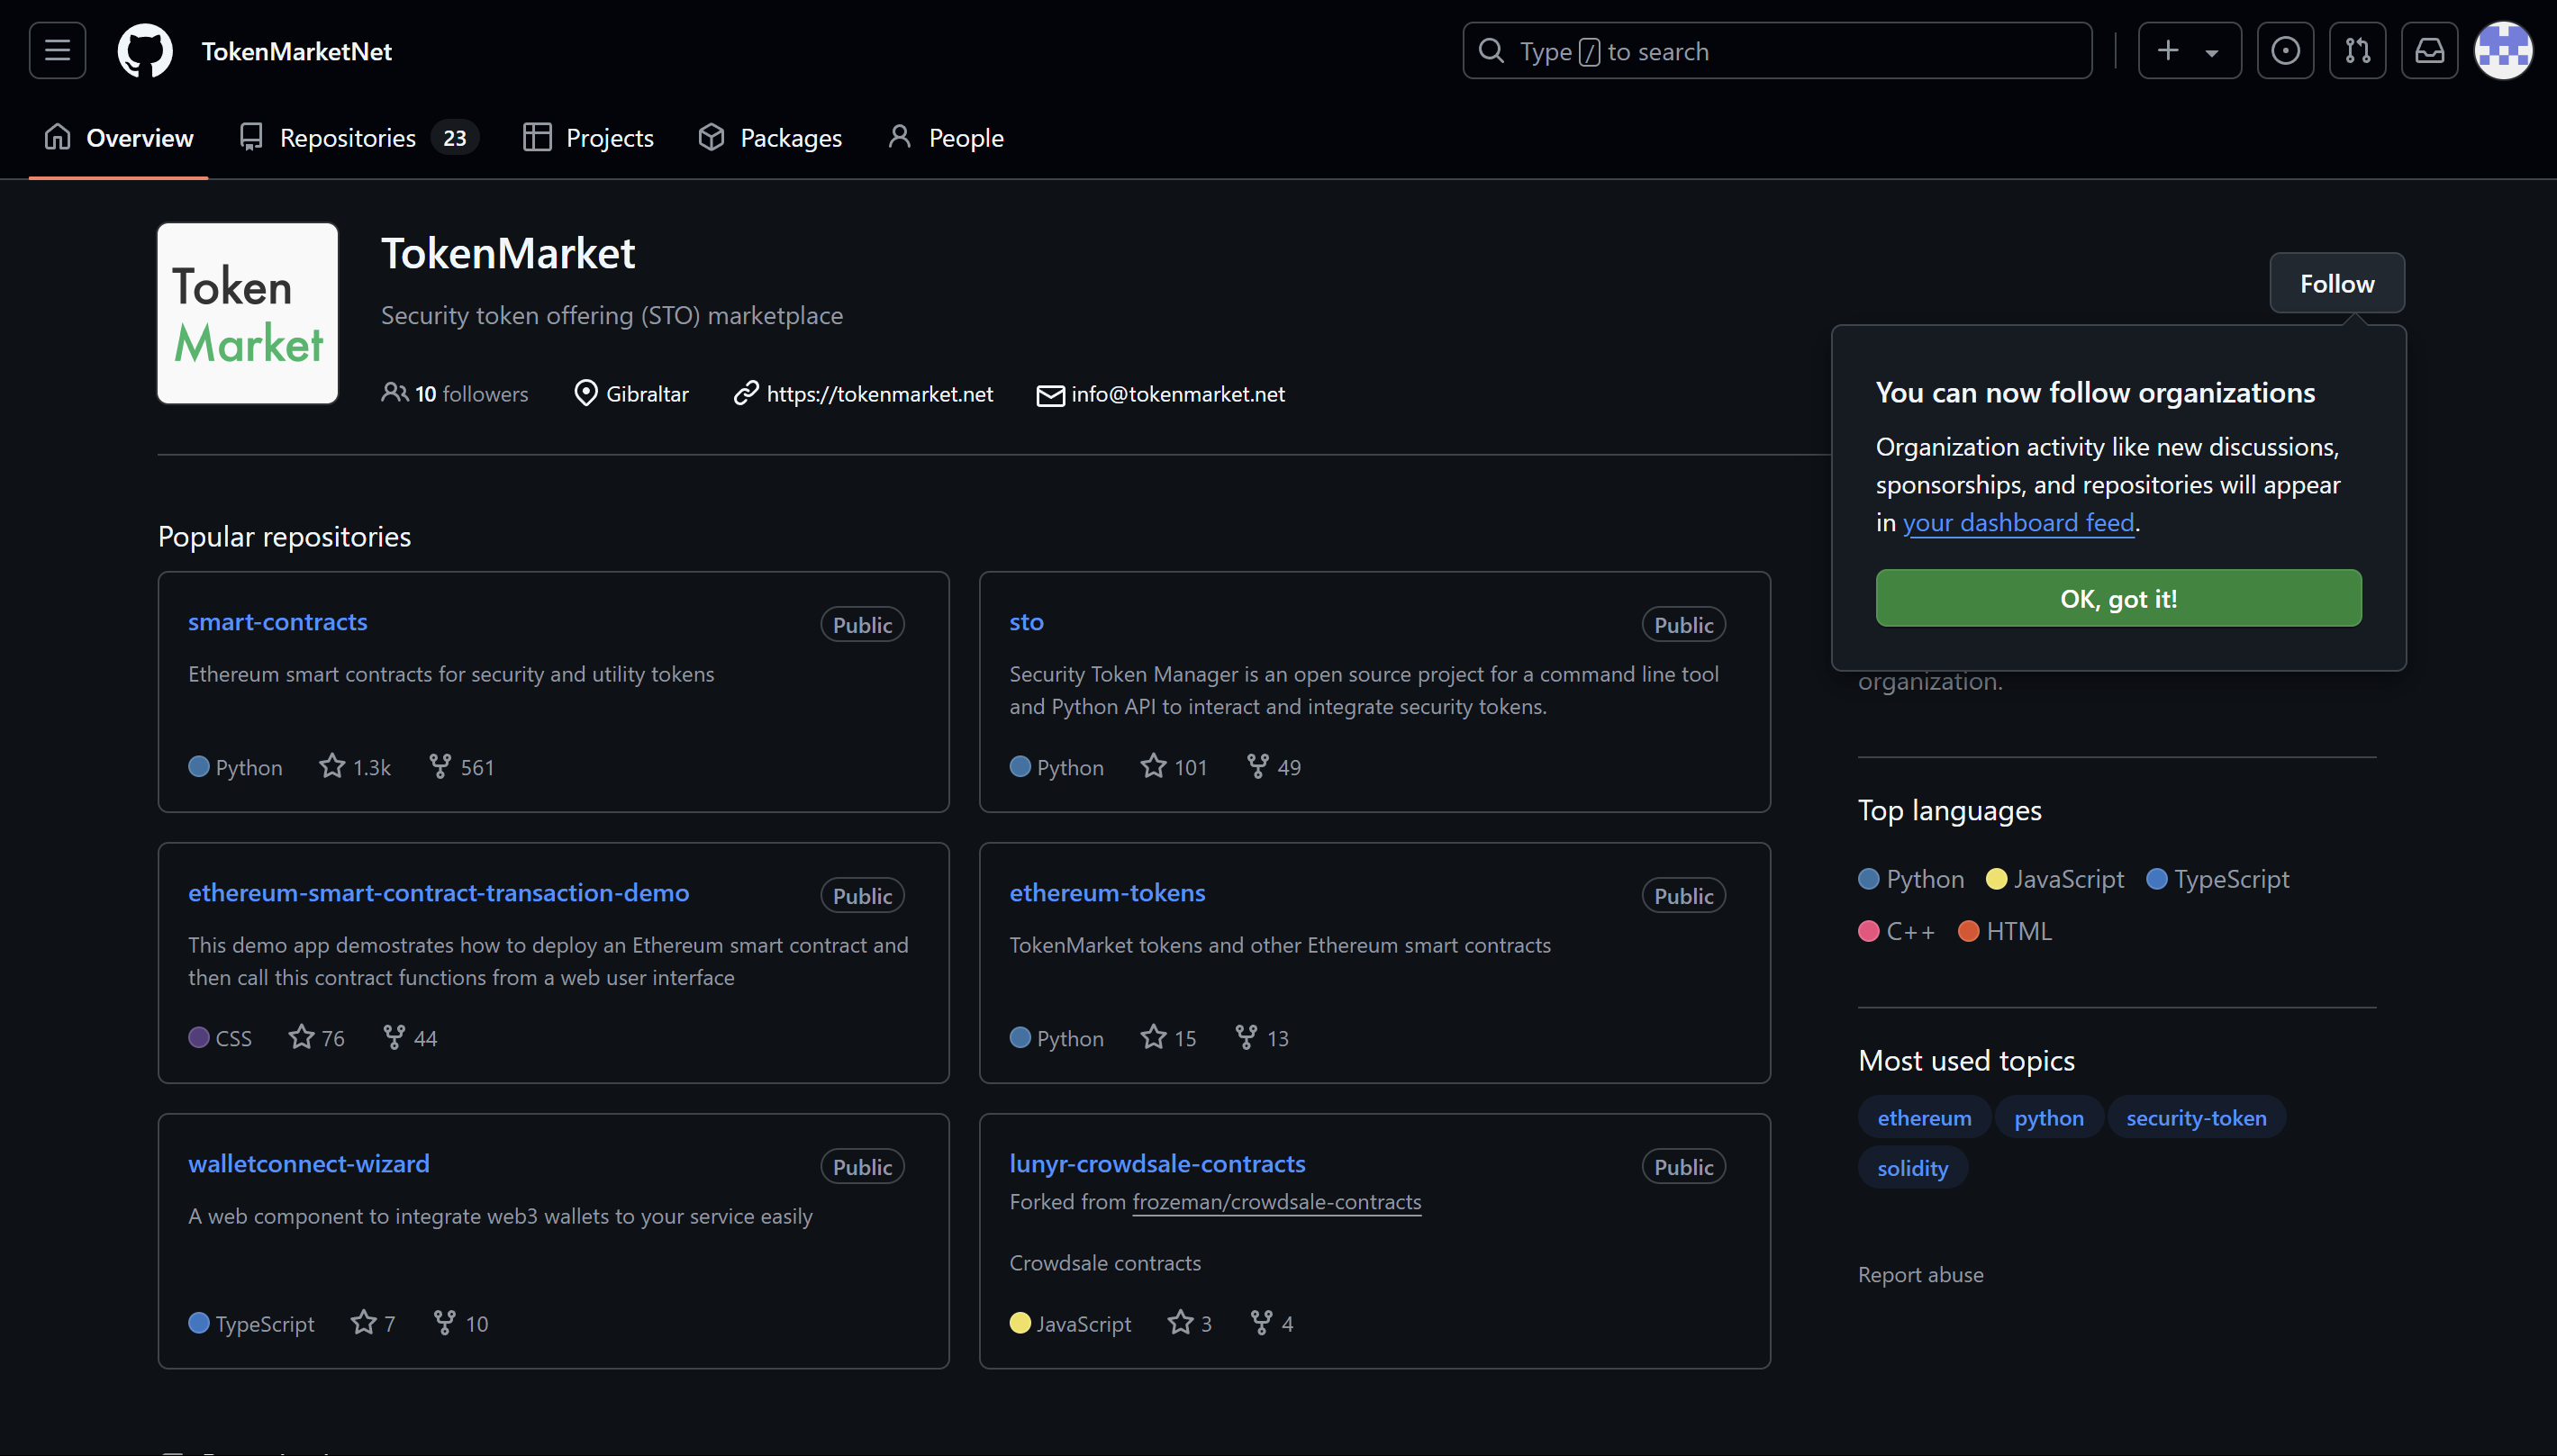 TokenMarketNet
Type / to search
Overview
Repositories 23
Projects
Packages
People
Token
Market
TokenMarket
Security token offering (STO) marketplace
10 followers
Gibraltar
https://tokenmarket.net
info@tokenmarket.net
Follow
You can now follow organizations
Organization activity like new discussions,
sponsorships, and repositories will appear
in your dashboard feed.
OK, got it!
organization.
Popular repositories
smart-contracts
Public
Ethereum smart contracts for security and utility tokens
Python 1.3k 561
sto
Public
Security Token Manager is an open source project for a command line tool
and Python API to interact and integrate security tokens.
Python 101 49
ethereum-smart-contract-transaction-demo
Public
This demo app demostrates how to deploy an Ethereum smart contract and
then call this contract functions from a web user interface
CSS 76 44
ethereum-tokens
Public
TokenMarket tokens and other Ethereum smart contracts
Python 15 13
walletconnect-wizard
Public
A web component to integrate web3 wallets to your service easily
TypeScript 7 10
lunyr-crowdsale-contracts
Public
Forked from frozeman/crowdsale-contracts
Crowdsale contracts
JavaScript 3 4
Top languages
Python JavaScript TypeScript
C++ HTML
Most used topics
ethereum python security-token
solidity
Report abuse